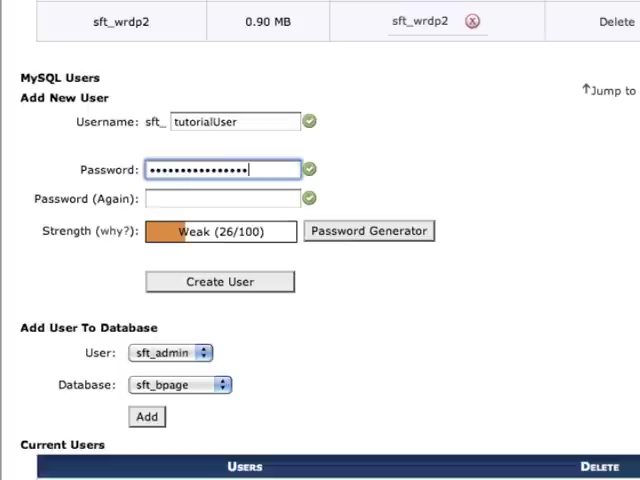 sft_wrdp2 0.90 MB sft_wrdp2 Delete
MySQL Users
↑Jump to
Add New User
Username: sft_ tutorialUser
Password: ••••••••••••••••
Password (Again):
Strength (why?): Weak (26/100) Password Generator
Create User
Add User To Database
User: sft_admin
Database: sft_bpage
Add
Current Users
USERS DELETE